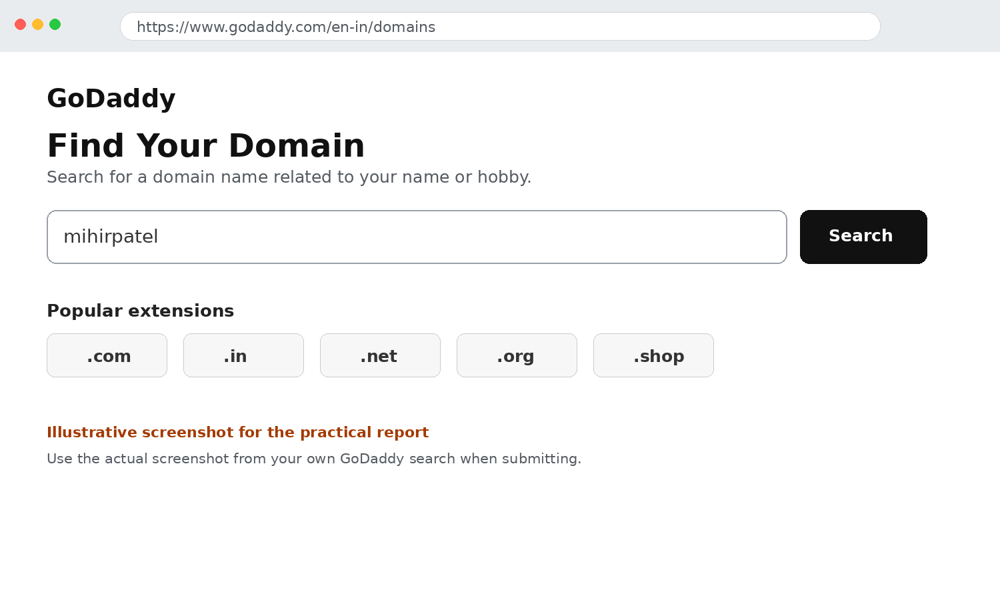 https://www.godaddy.com/en-in/domains
GoDaddy
Find Your Domain
Search for a domain name related to your name or hobby.
mihirpatel
Search
Popular extensions
.com .in .net .org .shop
Illustrative screenshot for the practical report
Use the actual screenshot from your own GoDaddy search when submitting.